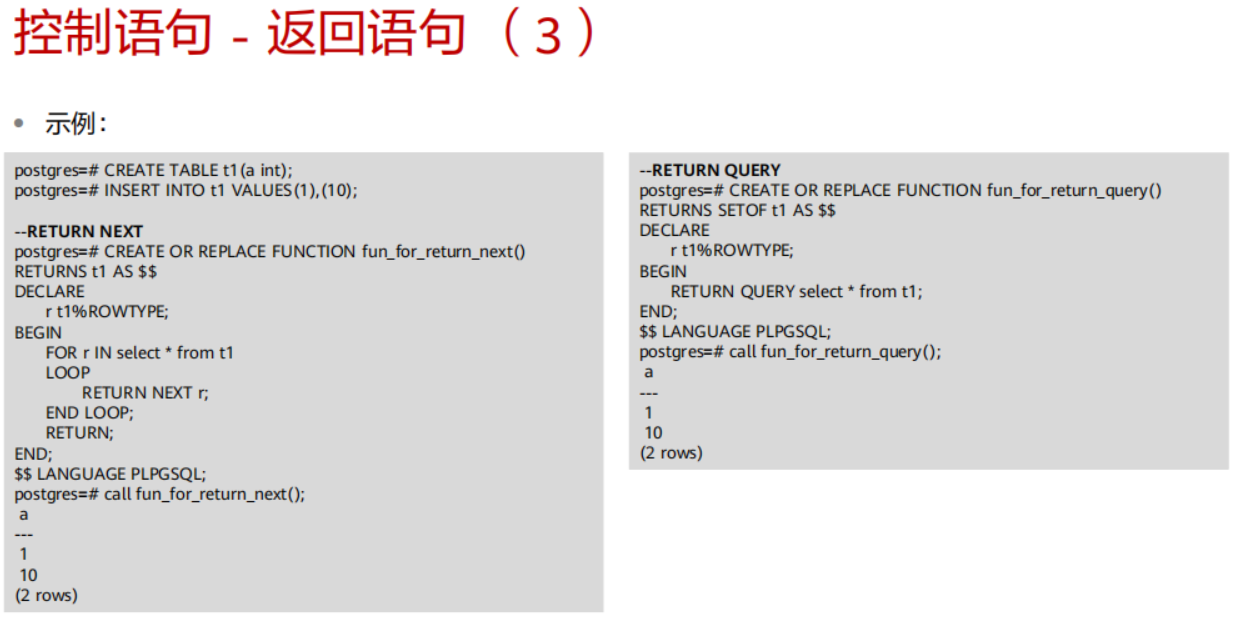 控制语句 - 返回语句（3）
• 示例：
postgres=# CREATE TABLE t1(a int);
postgres=# INSERT INTO t1 VALUES(1),(10);
--RETURN NEXT
postgres=# CREATE OR REPLACE FUNCTION fun_for_return_next()
RETURNS t1 AS $$
DECLARE
r t1%ROWTYPE;
BEGIN
FOR r IN select * from t1
LOOP
RETURN NEXT r;
END LOOP;
RETURN;
END;
$$ LANGUAGE PLPGSQL;
postgres=# call fun_for_return_next();
a
---
1
10
(2 rows)
--RETURN QUERY
postgres=# CREATE OR REPLACE FUNCTION fun_for_return_query()
RETURNS SETOF t1 AS $$
DECLARE
r t1%ROWTYPE;
BEGIN
RETURN QUERY select * from t1;
END;
$$ LANGUAGE PLPGSQL;
postgres=# call fun_for_return_query();
a
---
1
10
(2 rows)